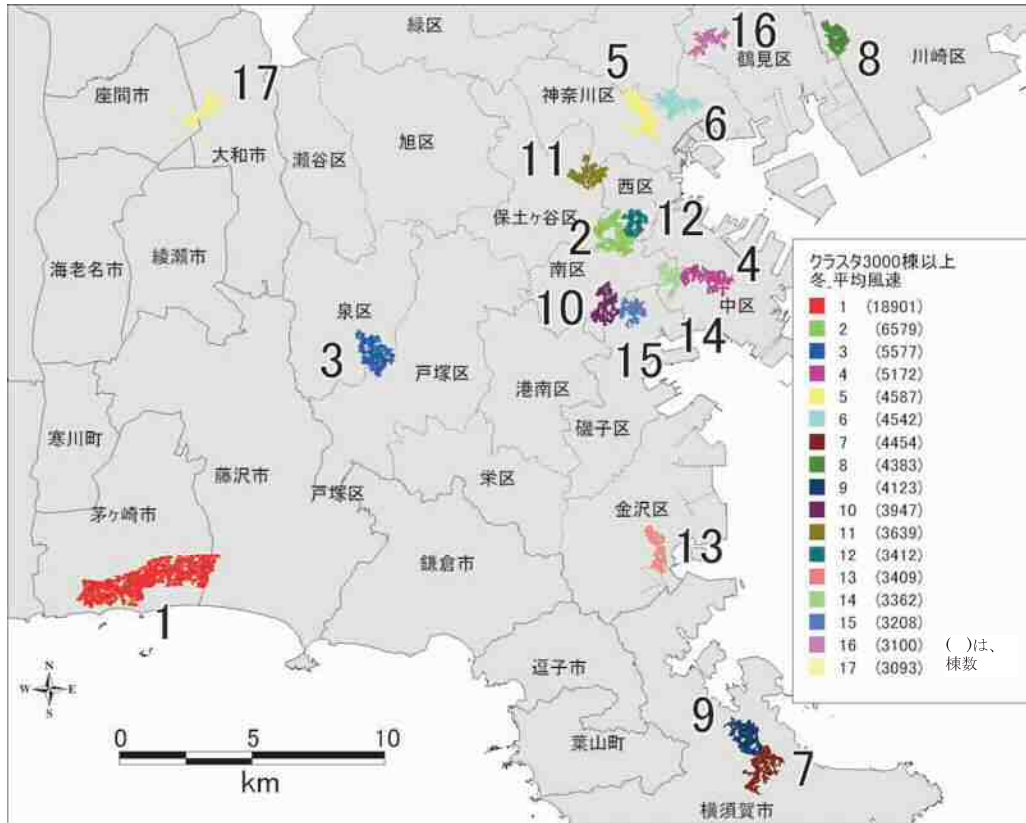 緑区
16
鶴見区
8
川崎区
5
神奈川区
6
座間市
17
大和市
瀬谷区
旭区
11
西区
保土ヶ谷区
12
2
海老名市
綾瀬市
南区
4
中区
10
14
15
泉区
3
戸塚区
港南区
磯子区
寒川町
藤沢市
戸塚区
栄区
金沢区
13
茅ヶ崎市
1
鎌倉市
逗子市
葉山町
9
7
横須賀市
N
W
E
S
0 5 10
km
クラスタ3000棟以上
冬.平均風速
1 (18901)
2 (6579)
3 (5577)
4 (5172)
5 (4587)
6 (4542)
7 (4454)
8 (4383)
9 (4123)
10 (3947)
11 (3639)
12 (3412)
13 (3409)
14 (3362)
15 (3208)
16 (3100)
17 (3093)
( )は、
棟数